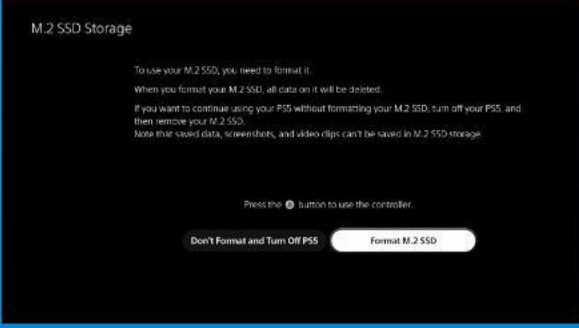 M.2 SSD Storage
To use your M.2 SSD, you need to format it.
When you format your M.2 SSD, all data on it will be deleted.
If you want to continue using your PS5 without formatting your M.2 SSD, turn off your PS5, and
then remove your M.2 SSD.
Note that saved data, screenshots, and video clips can't be saved in M.2 SSD storage.
Press the button to use the controller.
Don't Format and Turn Off PS5
Format M.2 SSD